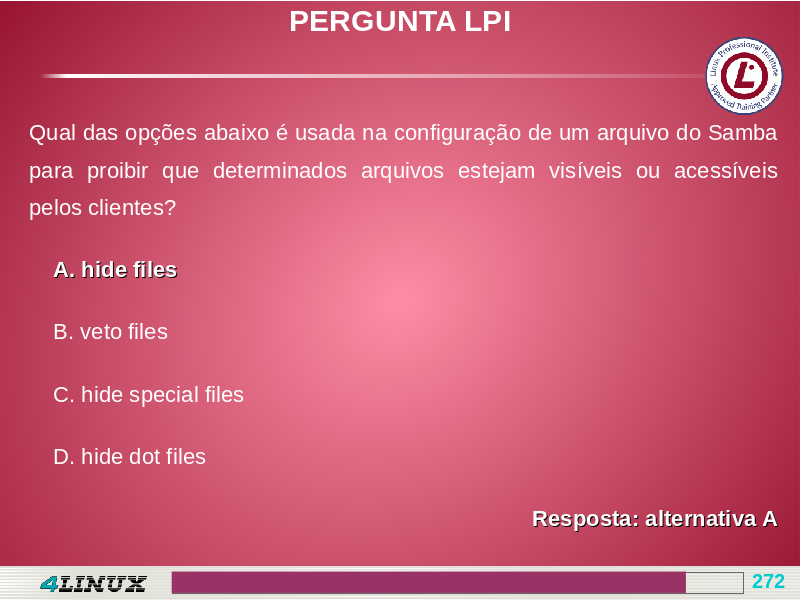 PERGUNTA LPI
Linux Professional Institute
Approved Training Partner
Qual das opções abaixo é usada na configuração de um arquivo do Samba
para proibir que determinados arquivos estejam visíveis ou acessíveis
pelos clientes?
A. hide files
B. veto files
C. hide special files
D. hide dot files
Resposta: alternativa A
4LINUX
272